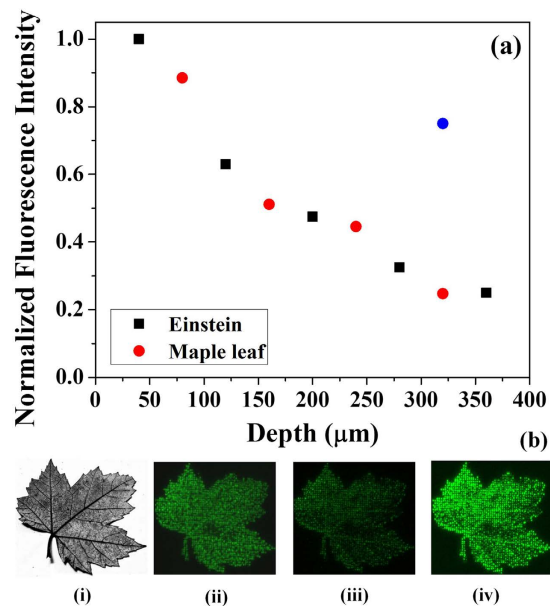 (a)
Normalized Fluorescence Intensity
1.0
0.8
0.6
0.4
0.2
0.0
Einstein
Maple leaf
0 50 100 150 200 250 300 350 400
Depth (μm)
(b)
(i) (ii) (iii) (iv)